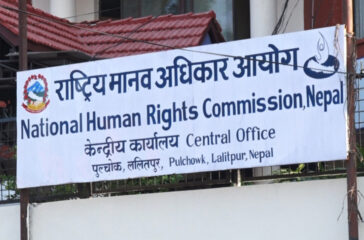 राष्ट्रिय मानव अधिकार आयोग
National Human Rights Commission, Nepal
केन्द्रीय कार्यालय Central Office
पुल्चोक, ललितपुर, Pulchowk, Lalitpur, Nepal